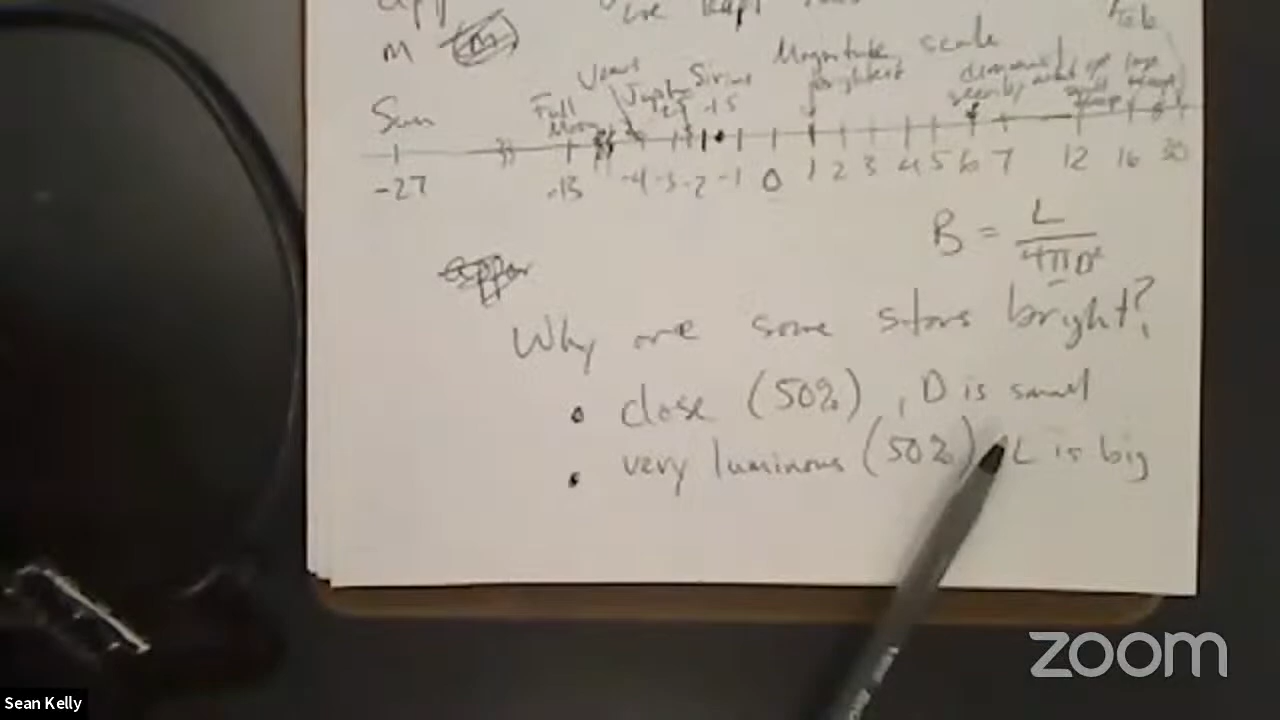 we kept
m
Magnitude scale
Venus
Sirius
Jupiter -1.5
brightest
Sun Full Moon
-27 -13 -4 -3 -2 -1 0 1 2 3 4 5 6 7 12 16 30
B = L / 4πD²
Why are some stars bright?
• close (50%), D is small
• very luminous (50%) L is big
zoom
Sean Kelly